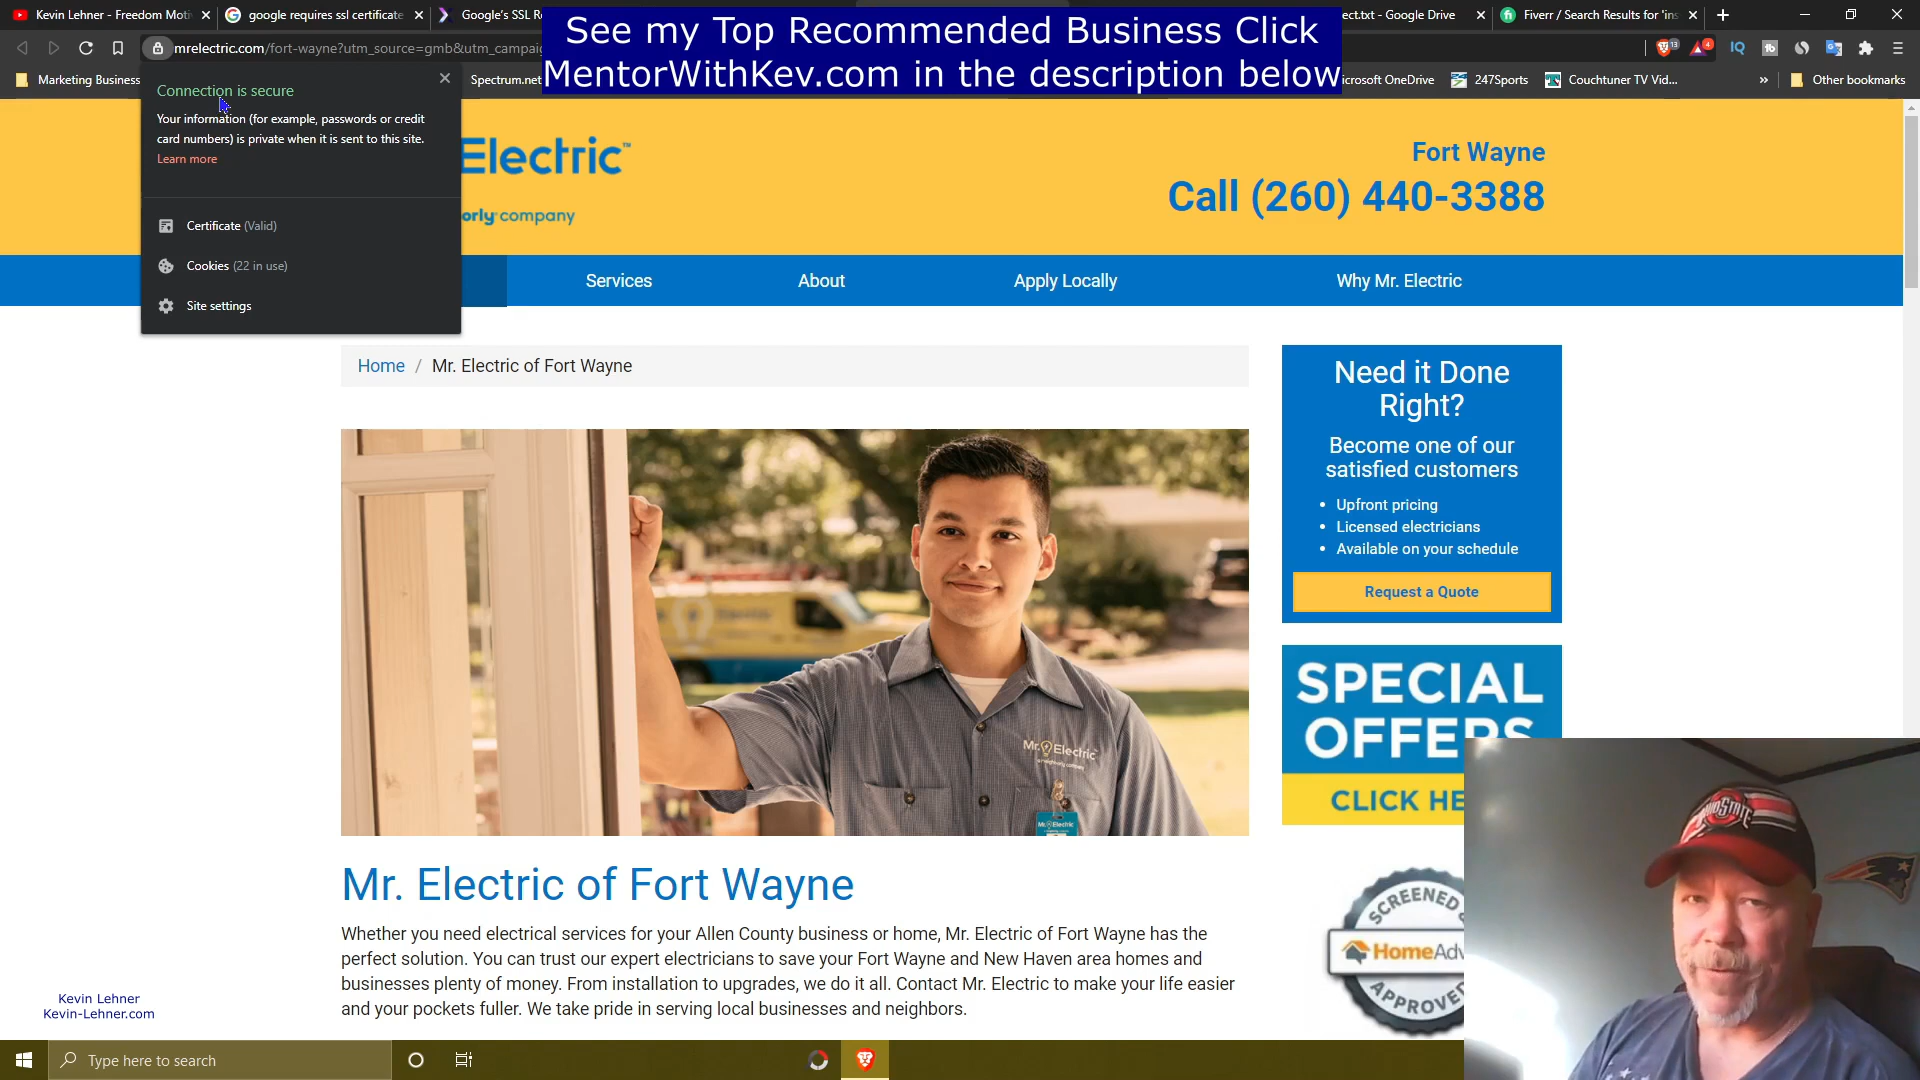 Kevin Lehner - Freedom Moti
google requires ssl certificate
Google's SSL R
ect.txt - Google Drive
Fiverr / Search Results for 'ins
See my Top Recommended Business Click
MentorWithKev.com in the description below
mrelectric.com/fort-wayne?utm_source=gmb&utm_campai
13
4
IQ
Marketing Business
Spectrum.net
icrosoft OneDrive
247Sports
Couchtuner TV Vid...
»
Other bookmarks
Connection is secure
Your information (for example, passwords or credit
card numbers) is private when it is sent to this site.
Learn more
Certificate (Valid)
Cookies (22 in use)
Site settings
Electric™
orly company
Fort Wayne
Call (260) 440-3388
Services
About
Apply Locally
Why Mr. Electric
Home / Mr. Electric of Fort Wayne
Need it Done
Right?
Become one of our
satisfied customers
• Upfront pricing
• Licensed electricians
• Available on your schedule
Request a Quote
SPECIAL
OFFERS
CLICK HE
Mr. Electric
Mr. Electric
Mr. Electric of Fort Wayne
Whether you need electrical services for your Allen County business or home, Mr. Electric of Fort Wayne has the
perfect solution. You can trust our expert electricians to save your Fort Wayne and New Haven area homes and
businesses plenty of money. From installation to upgrades, we do it all. Contact Mr. Electric to make your life easier
and your pockets fuller. We take pride in serving local businesses and neighbors.
SCREENED &
HomeAdv
APPROVED
OHIO STATE
Kevin Lehner
Kevin-Lehner.com
Type here to search